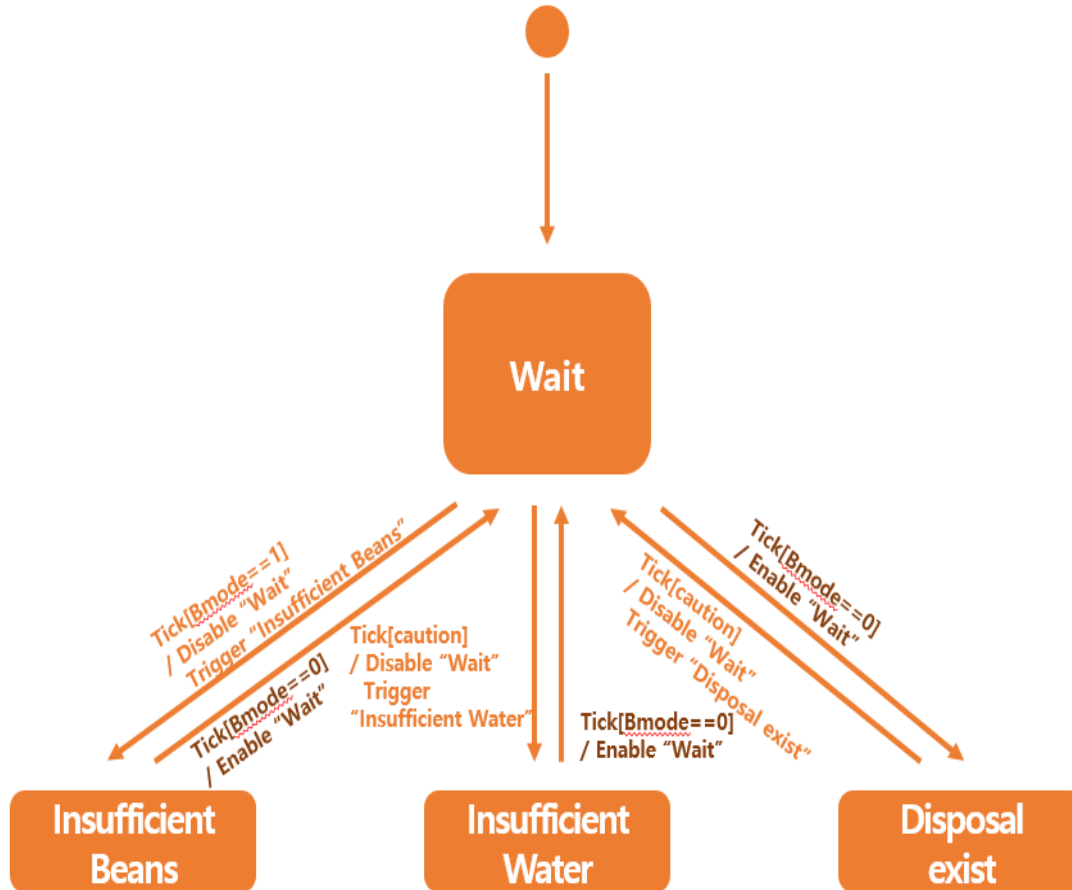 Wait
Tick[Bmode==1]
/ Disable “Wait”
Trigger “Insufficient Beans”
Tick[Bmode==0]
/ Enable “Wait”
Tick[caution]
/ Disable “Wait”
Trigger
“Insufficient Water”
Tick[Bmode==0]
/ Enable “Wait”
Tick[caution]
/ Disable “Wait”
Trigger “Disposal exist”
Tick[Bmode==0]
/ Enable “Wait”
Insufficient
Beans
Insufficient
Water
Disposal
exist